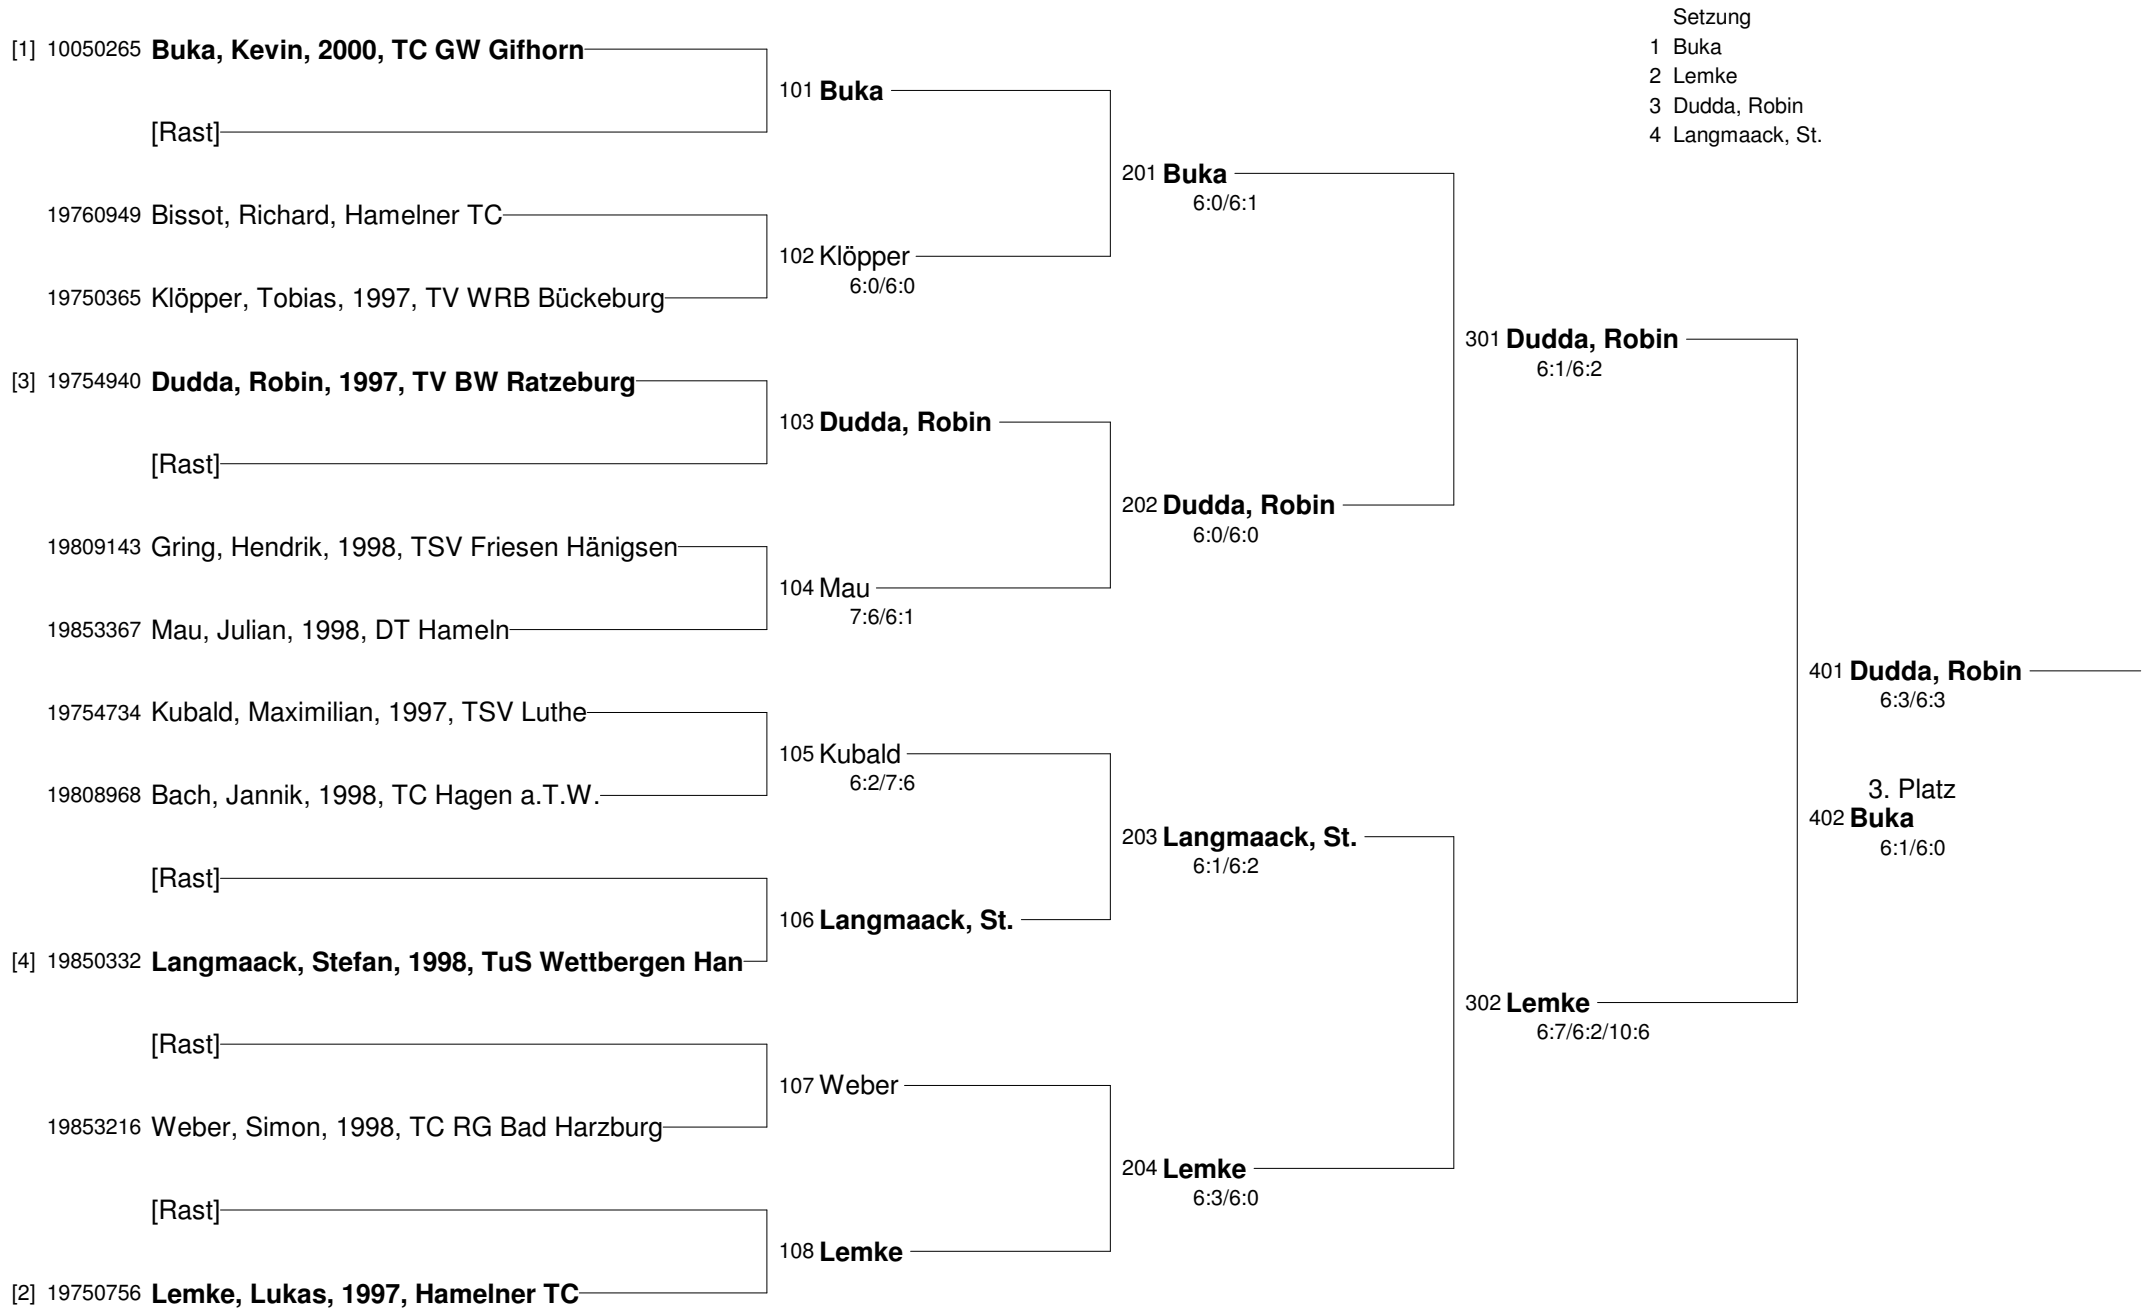 Setzung
1 Buka
2 Lemke
3 Dudda, Robin
4 Langmaack, St.
[1] 10050265 Buka, Kevin, 2000, TC GW Gifhorn
[Rast]
19760949 Bissot, Richard, Hamelner TC
19750365 Klöpper, Tobias, 1997, TV WRB Bückeburg
[3] 19754940 Dudda, Robin, 1997, TV BW Ratzeburg
[Rast]
19809143 Gring, Hendrik, 1998, TSV Friesen Hänigsen
19853367 Mau, Julian, 1998, DT Hameln
19754734 Kubald, Maximilian, 1997, TSV Luthe
19808968 Bach, Jannik, 1998, TC Hagen a.T.W.
[Rast]
[4] 19850332 Langmaack, Stefan, 1998, TuS Wettbergen Han
[Rast]
19853216 Weber, Simon, 1998, TC RG Bad Harzburg
[Rast]
[2] 19750756 Lemke, Lukas, 1997, Hamelner TC
101 Buka
102 Klöpper
6:0/6:0
103 Dudda, Robin
104 Mau
7:6/6:1
105 Kubald
6:2/7:6
106 Langmaack, St.
107 Weber
108 Lemke
201 Buka
6:0/6:1
202 Dudda, Robin
6:0/6:0
203 Langmaack, St.
6:1/6:2
204 Lemke
6:3/6:0
301 Dudda, Robin
6:1/6:2
302 Lemke
6:7/6:2/10:6
401 Dudda, Robin
6:3/6:3
3. Platz
402 Buka
6:1/6:0